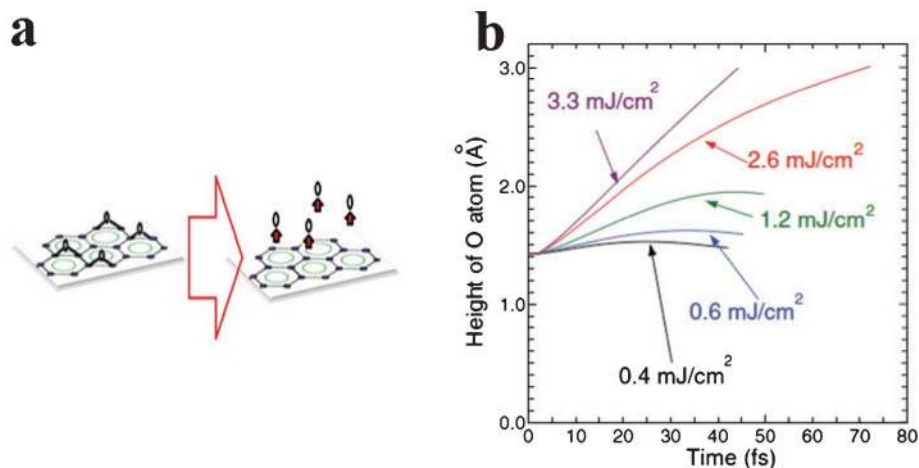 a
b
Height of O atom (Å)
3.0
2.0
1.0
0.0
3.3 mJ/cm²
2.6 mJ/cm²
1.2 mJ/cm²
0.6 mJ/cm²
0.4 mJ/cm²
0 10 20 30 40 50 60 70 80
Time (fs)